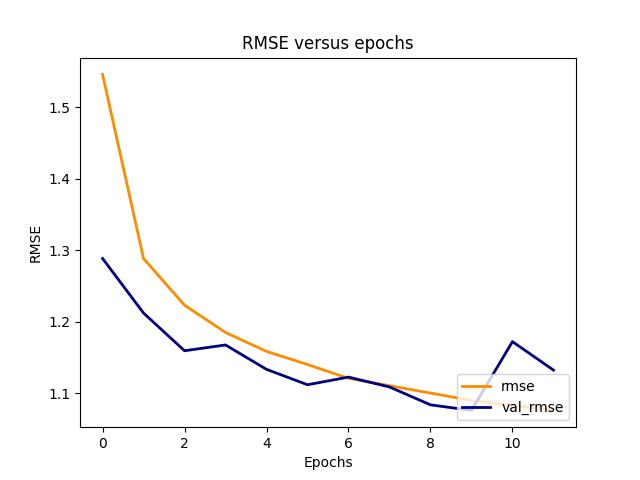 RMSE versus epochs
RMSE
1.5
1.4
1.3
1.2
1.1
0 2 4 6 8 10
Epochs
rmse
val_rmse